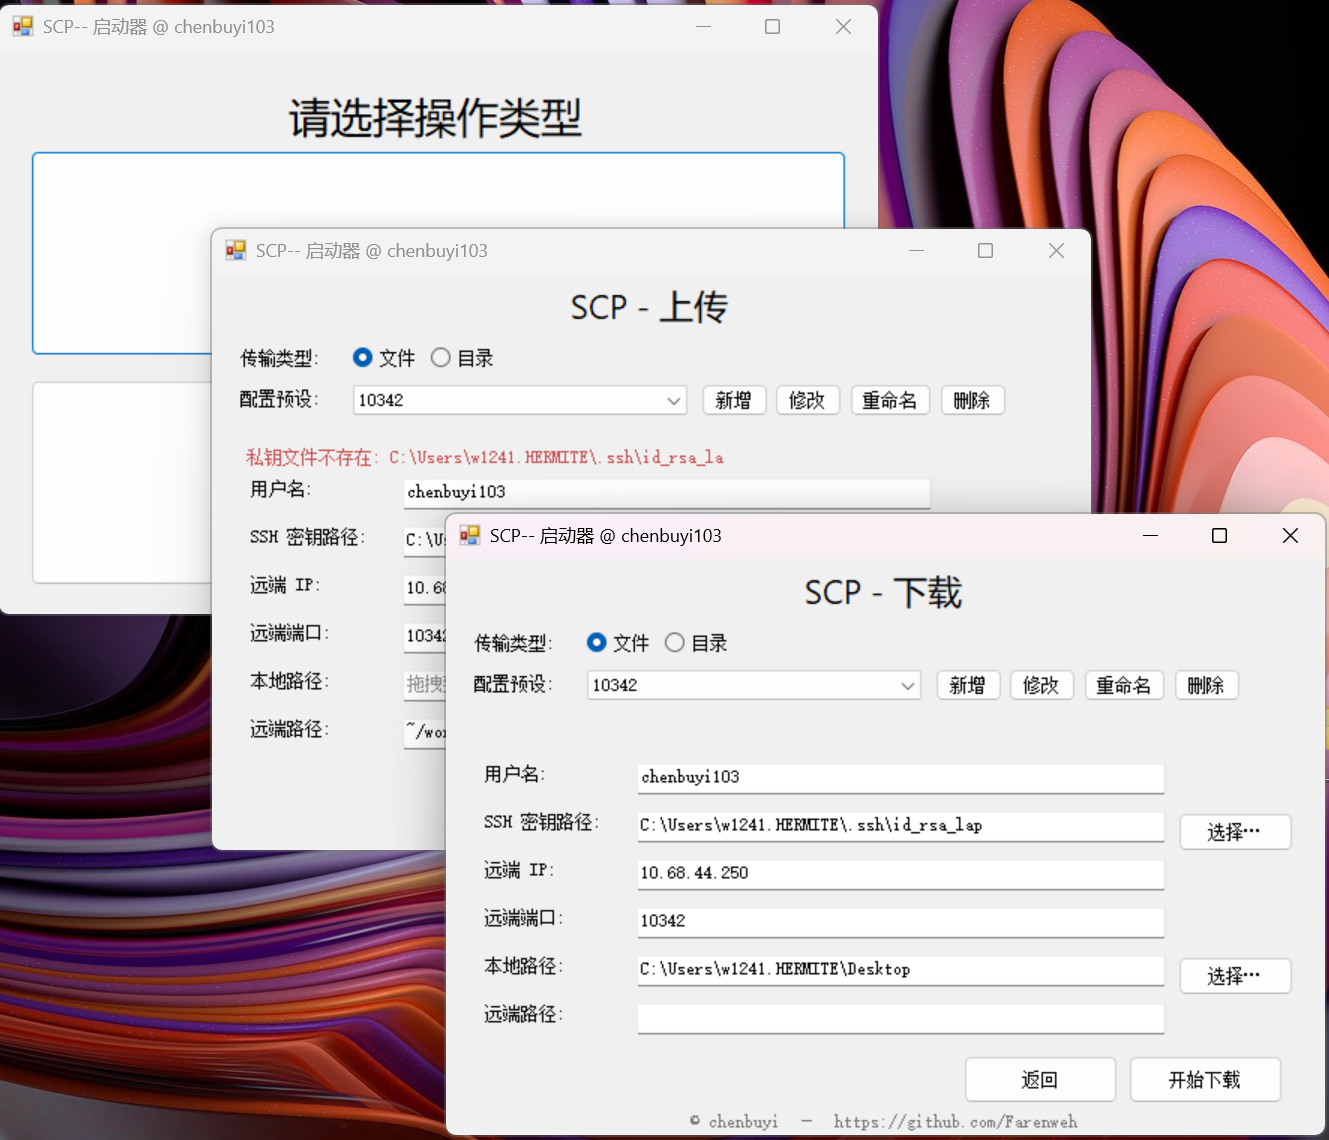 SCP-- 启动器 @ chenbuyi103
请选择操作类型
SCP-- 启动器 @ chenbuyi103
SCP - 上传
传输类型: 文件 目录
配置预设: 10342 新增 修改 重命名 删除
私钥文件不存在: C:\Users\w1241.HERMITE\.ssh\id_rsa_la
用户名: chenbuyi103
SSH 密钥路径: C:\U
远端 IP: 10.68
远端端口: 10342
本地路径: 拖拽
远端路径: ~/wo
SCP-- 启动器 @ chenbuyi103
SCP - 下载
传输类型: 文件 目录
配置预设: 10342 新增 修改 重命名 删除
用户名: chenbuyi103
SSH 密钥路径: C:\Users\w1241.HERMITE\.ssh\id_rsa_lap 选择…
远端 IP: 10.68.44.250
远端端口: 10342
本地路径: C:\Users\w1241.HERMITE\Desktop 选择…
远端路径:
返回 开始下载
© chenbuyi — https://github.com/Farenweh